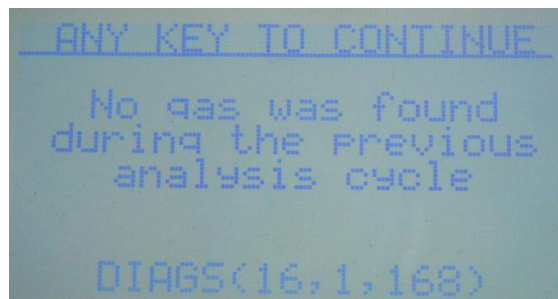 ANY KEY TO CONTINUE
No gas was found
during the previous
analysis cycle
DIAGS(16,1,168)